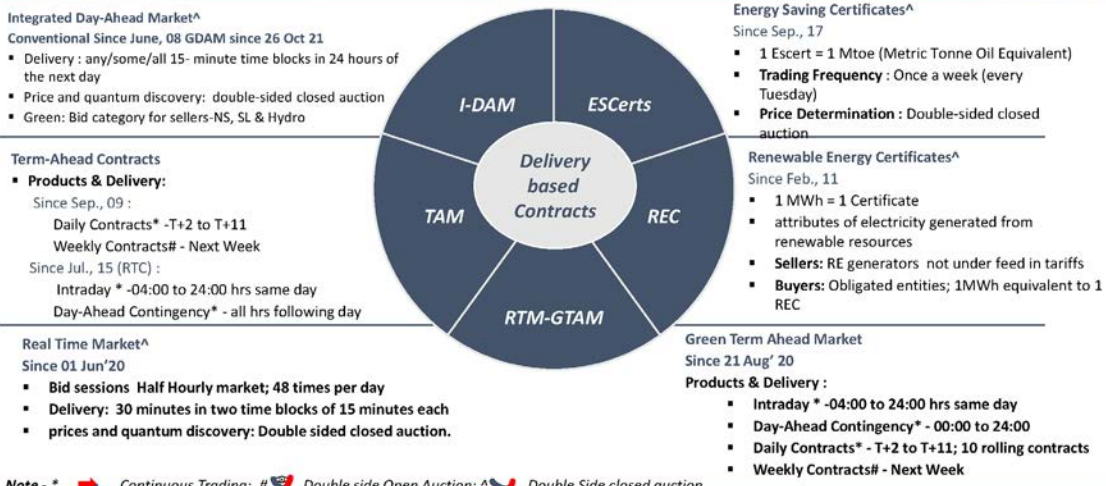 Integrated Day-Ahead Market^
Conventional Since June, 08 GDAM since 26 Oct 21
▪ Delivery : any/some/all 15- minute time blocks in 24 hours of
the next day
▪ Price and quantum discovery: double-sided closed auction
▪ Green: Bid category for sellers-NS, SL & Hydro
Term-Ahead Contracts
▪ Products & Delivery:
Since Sep., 09 :
Daily Contracts* -T+2 to T+11
Weekly Contracts# - Next Week
Since Jul., 15 (RTC) :
Intraday * -04:00 to 24:00 hrs same day
Day-Ahead Contingency* - all hrs following day
Real Time Market^
Since 01 Jun'20
▪ Bid sessions Half Hourly market; 48 times per day
▪ Delivery: 30 minutes in two time blocks of 15 minutes each
▪ prices and quantum discovery: Double sided closed auction.
I-DAM
ESCerts
TAM
Delivery
based
Contracts
REC
RTM-GTAM
Energy Saving Certificates^
Since Sep., 17
▪ 1 Escert = 1 Mtoe (Metric Tonne Oil Equivalent)
▪ Trading Frequency : Once a week (every
Tuesday)
▪ Price Determination : Double-sided closed
auction
Renewable Energy Certificates^
Since Feb., 11
▪ 1 MWh = 1 Certificate
▪ attributes of electricity generated from
renewable resources
▪ Sellers: RE generators not under feed in tariffs
▪ Buyers: Obligated entities; 1MWh equivalent to 1
REC
Green Term Ahead Market
Since 21 Aug' 20
Products & Delivery :
▪ Intraday * -04:00 to 24:00 hrs same day
▪ Day-Ahead Contingency* - 00:00 to 24:00
▪ Daily Contracts* - T+2 to T+11; 10 rolling contracts
▪ Weekly Contracts# - Next Week
Note - * Continuous Trading; # Double side Open Auction; ^ Double Side closed auction